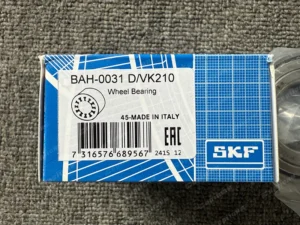 BAH-0031 D/VK210
Wheel Bearing
45-MADE IN ITALY
EAC
7 316576 689567
2415 12
SKF